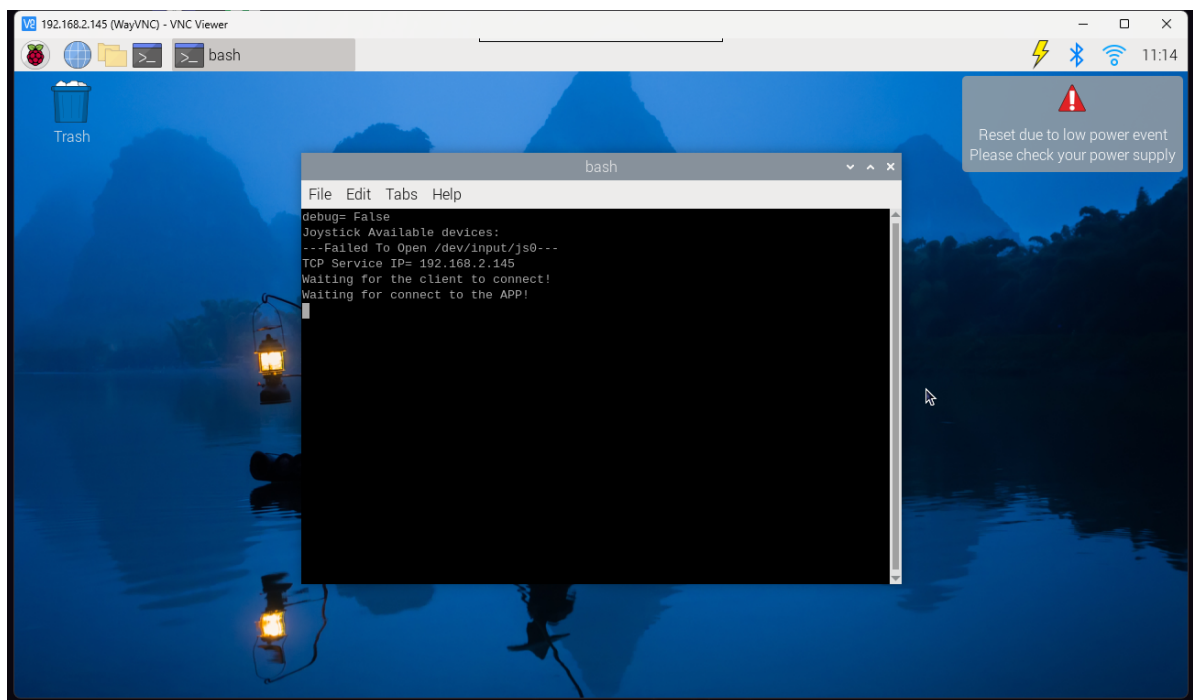 192.168.2.145 (WayVNC) - VNC Viewer
bash
11:14
Trash
Reset due to low power event
Please check your power supply
bash
File Edit Tabs Help
debug= False
Joystick Available devices:
---Failed To Open /dev/input/js0---
TCP Service IP= 192.168.2.145
Waiting for the client to connect!
Waiting for connect to the APP!